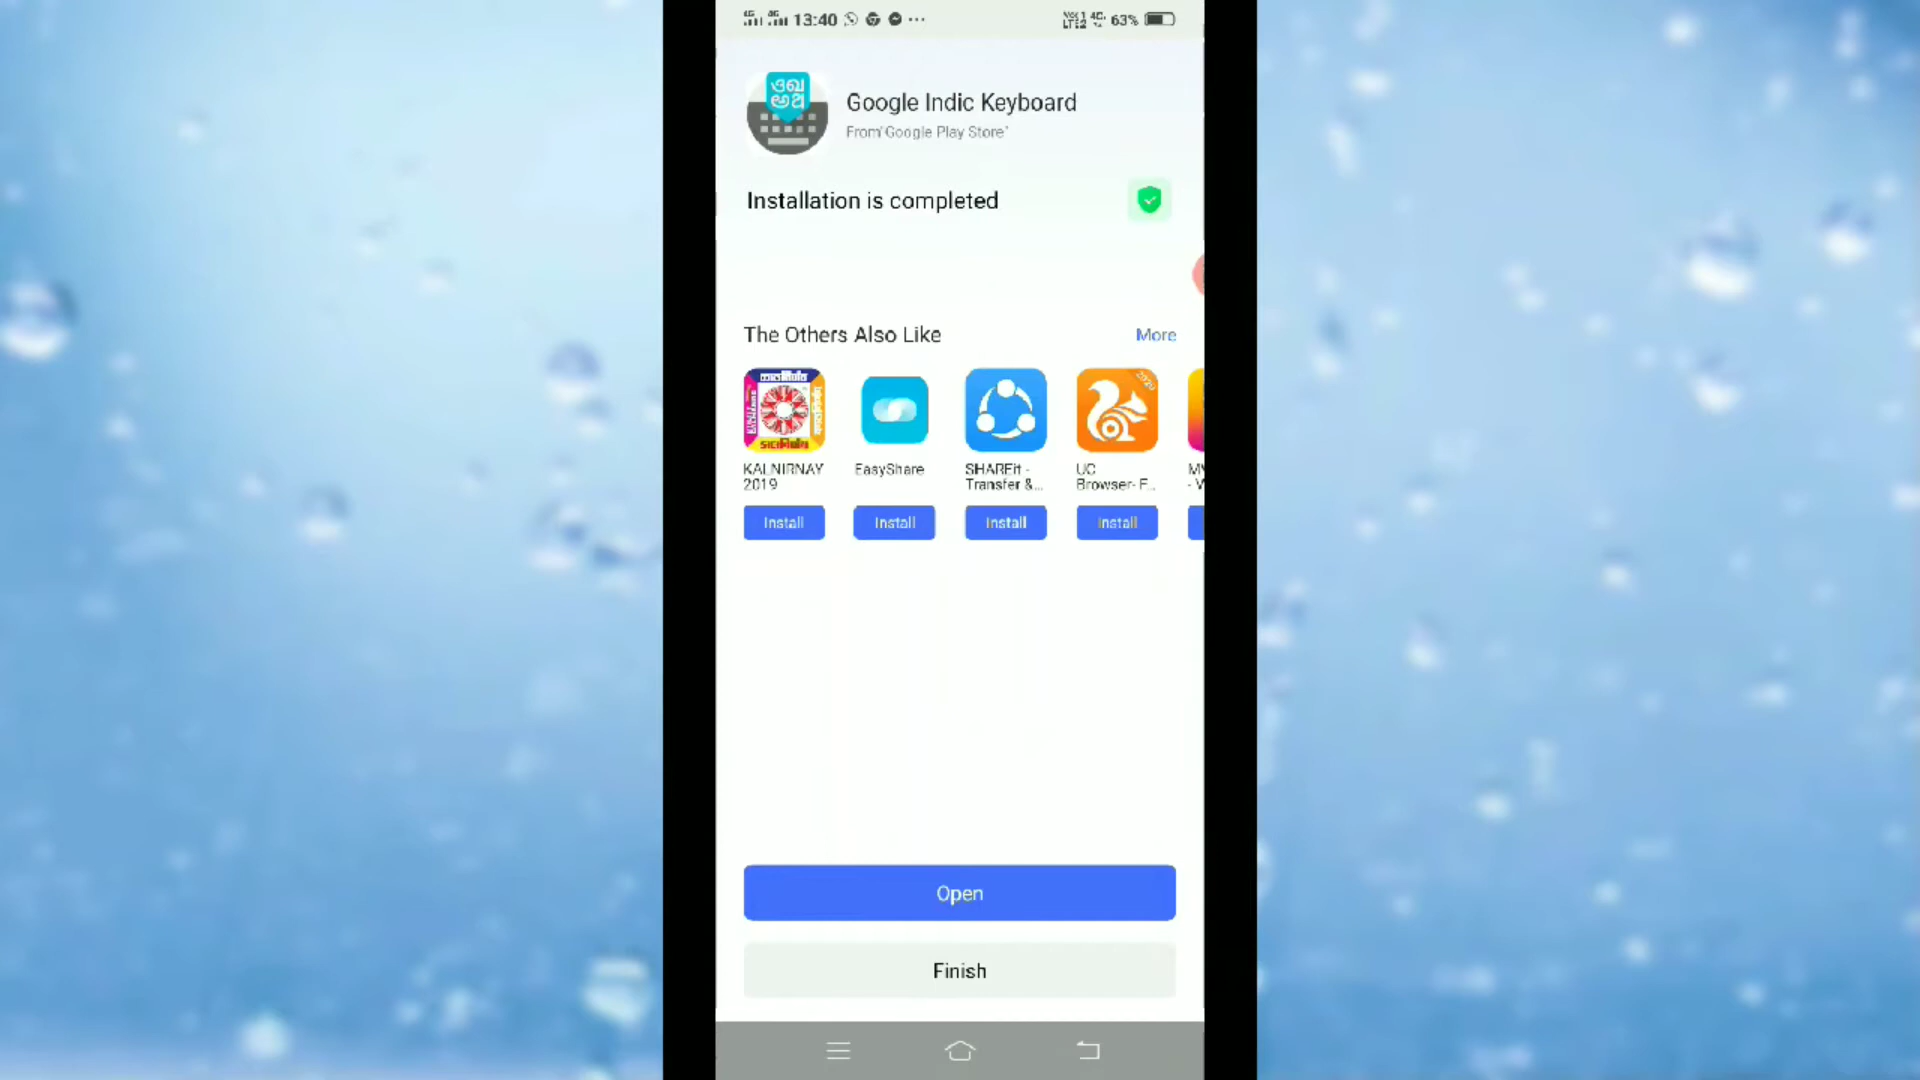 13:40
63%
Google Indic Keyboard
From"Google Play Store"
Installation is completed
The Others Also Like
More
KALNIRNAY
2019
EasyShare
SHAREit -
Transfer &...
UC
Browser- F...
Install
Install
Install
Install
Open
Finish